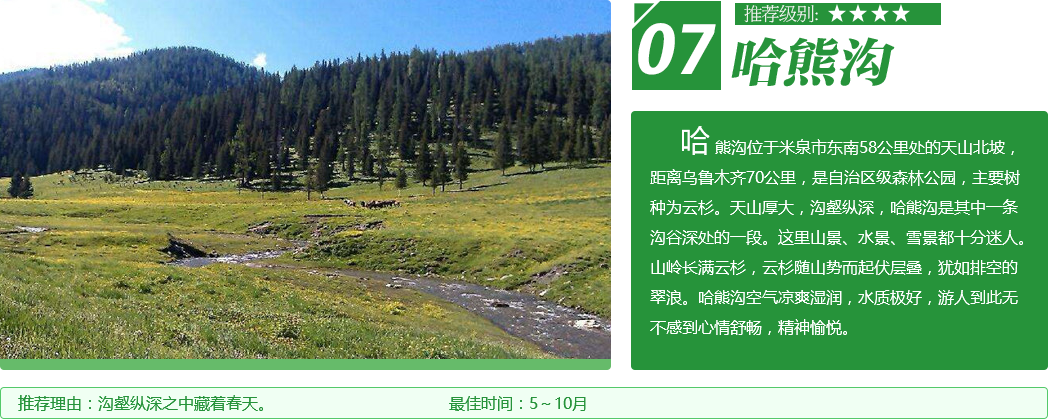 07
推荐级别: ★★★★
哈熊沟
哈熊沟位于米泉市东南58公里处的天山北坡，
距离乌鲁木齐70公里，是自治区级森林公园，主要树
种为云杉。天山厚大，沟壑纵深，哈熊沟是其中一条
沟谷深处的一段。这里山景、水景、雪景都十分迷人。
山岭长满云杉，云杉随山势而起伏层叠，犹如排空的
翠浪。哈熊沟空气凉爽湿润，水质极好，游人到此无
不感到心情舒畅，精神愉悦。
推荐理由：沟壑纵深之中藏着春天。
最佳时间：5～10月